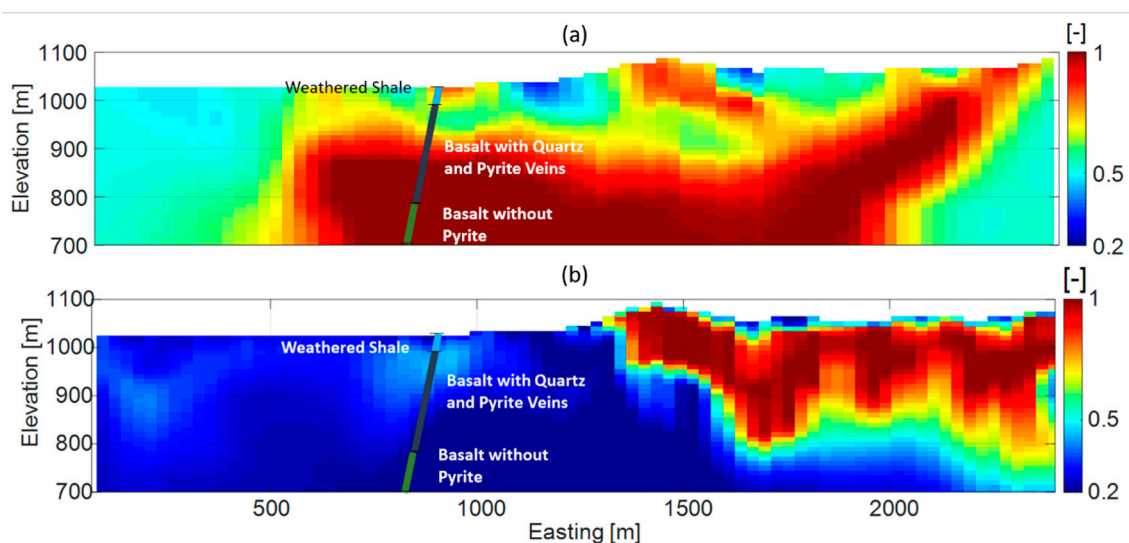 (a)
[-]
1100
1000
900
800
700
Elevation [m]
Weathered Shale
Basalt with Quartz
and Pyrite Veins
Basalt without
Pyrite
1
0.5
0.2
(b)
[-]
1100
1000
900
800
700
Elevation [m]
Weathered Shale
Basalt with Quartz
and Pyrite Veins
Basalt without
Pyrite
1
0.5
0.2
500
1000
1500
2000
Easting [m]